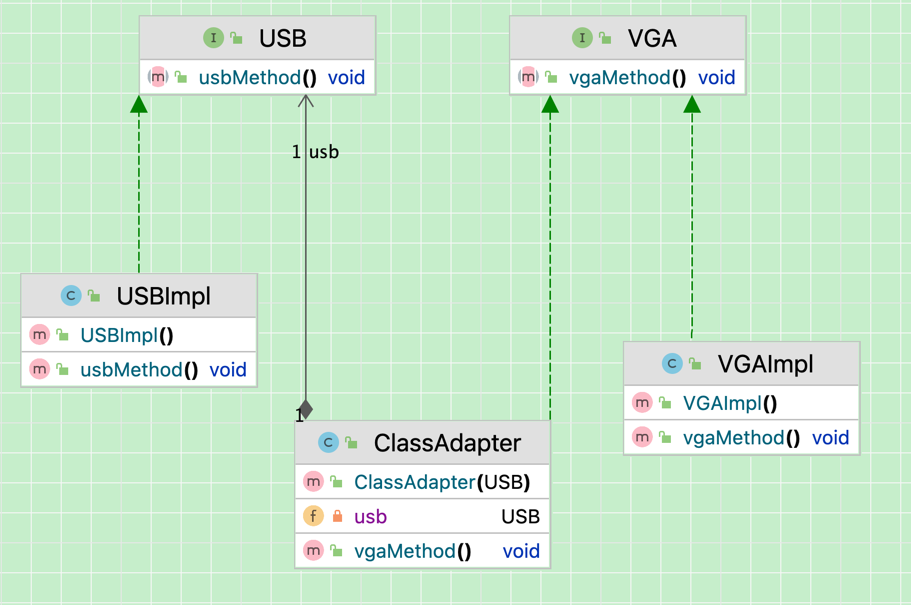 I USB
m usbMethod() void
I VGA
m vgaMethod() void
1 usb
C USBImpl
m USBImpl()
m usbMethod() void
C VGAImpl
m VGAImpl()
m vgaMethod() void
1
C ClassAdapter
m ClassAdapter(USB)
f usb USB
m vgaMethod() void